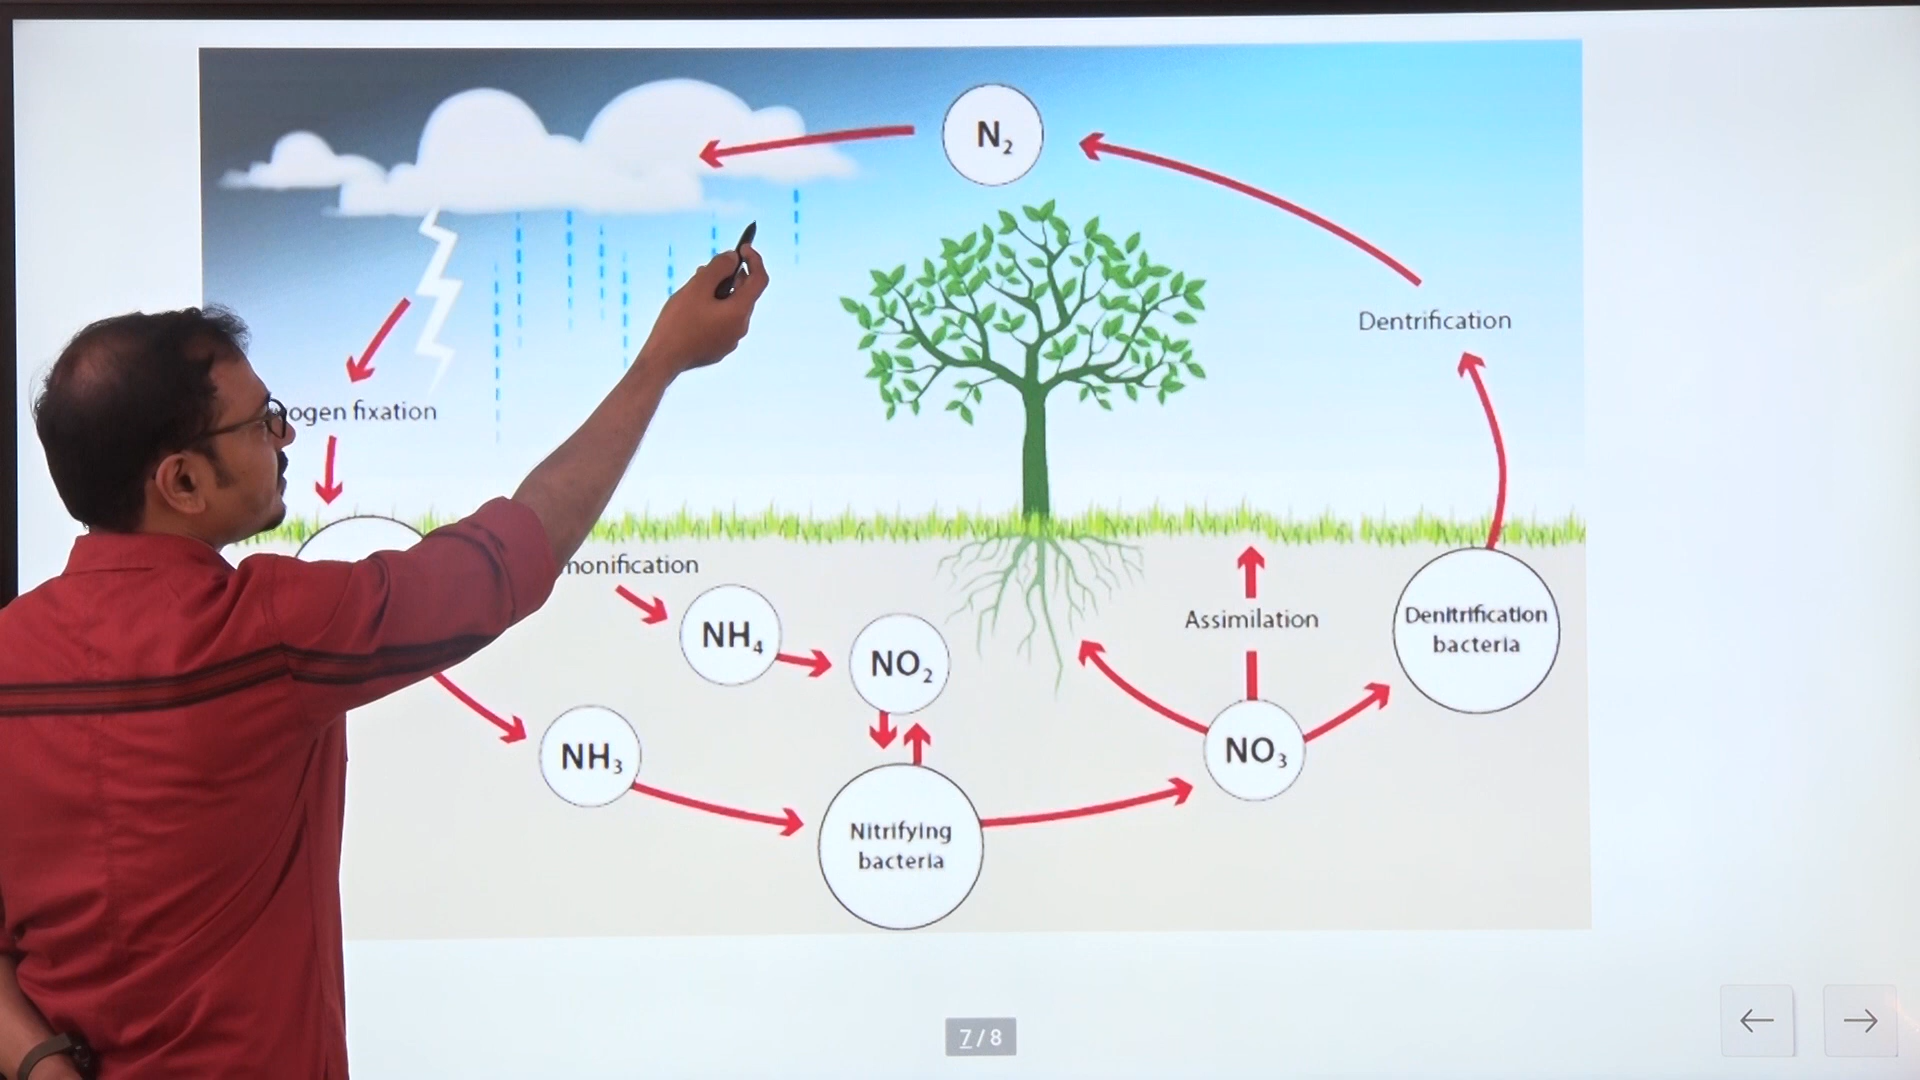 N₂
Dentrification
ogen fixation
monification
NH₄
NO₂
Assimilation
Denitrification
bacteria
NH₃
NO₃
Nitrifying
bacteria
7/8